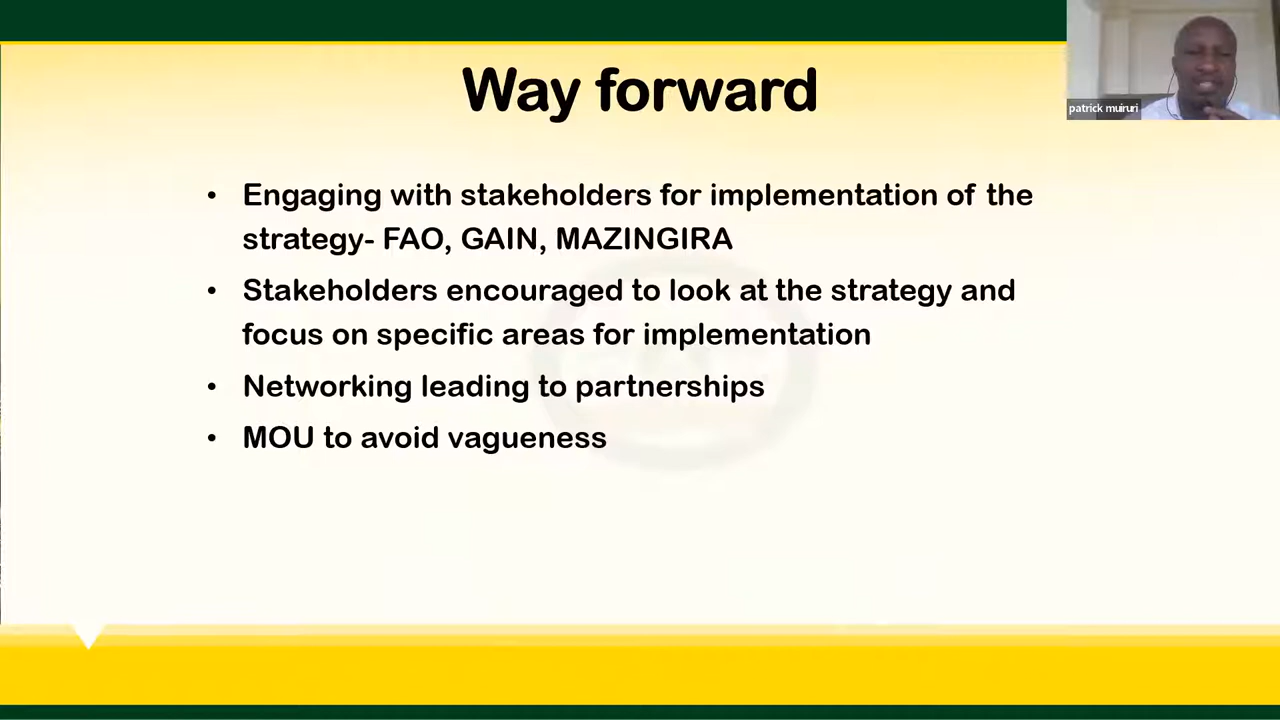 Way forward
patrick muiruri
• Engaging with stakeholders for implementation of the
strategy- FAO, GAIN, MAZINGIRA
• Stakeholders encouraged to look at the strategy and
focus on specific areas for implementation
• Networking leading to partnerships
• MOU to avoid vagueness